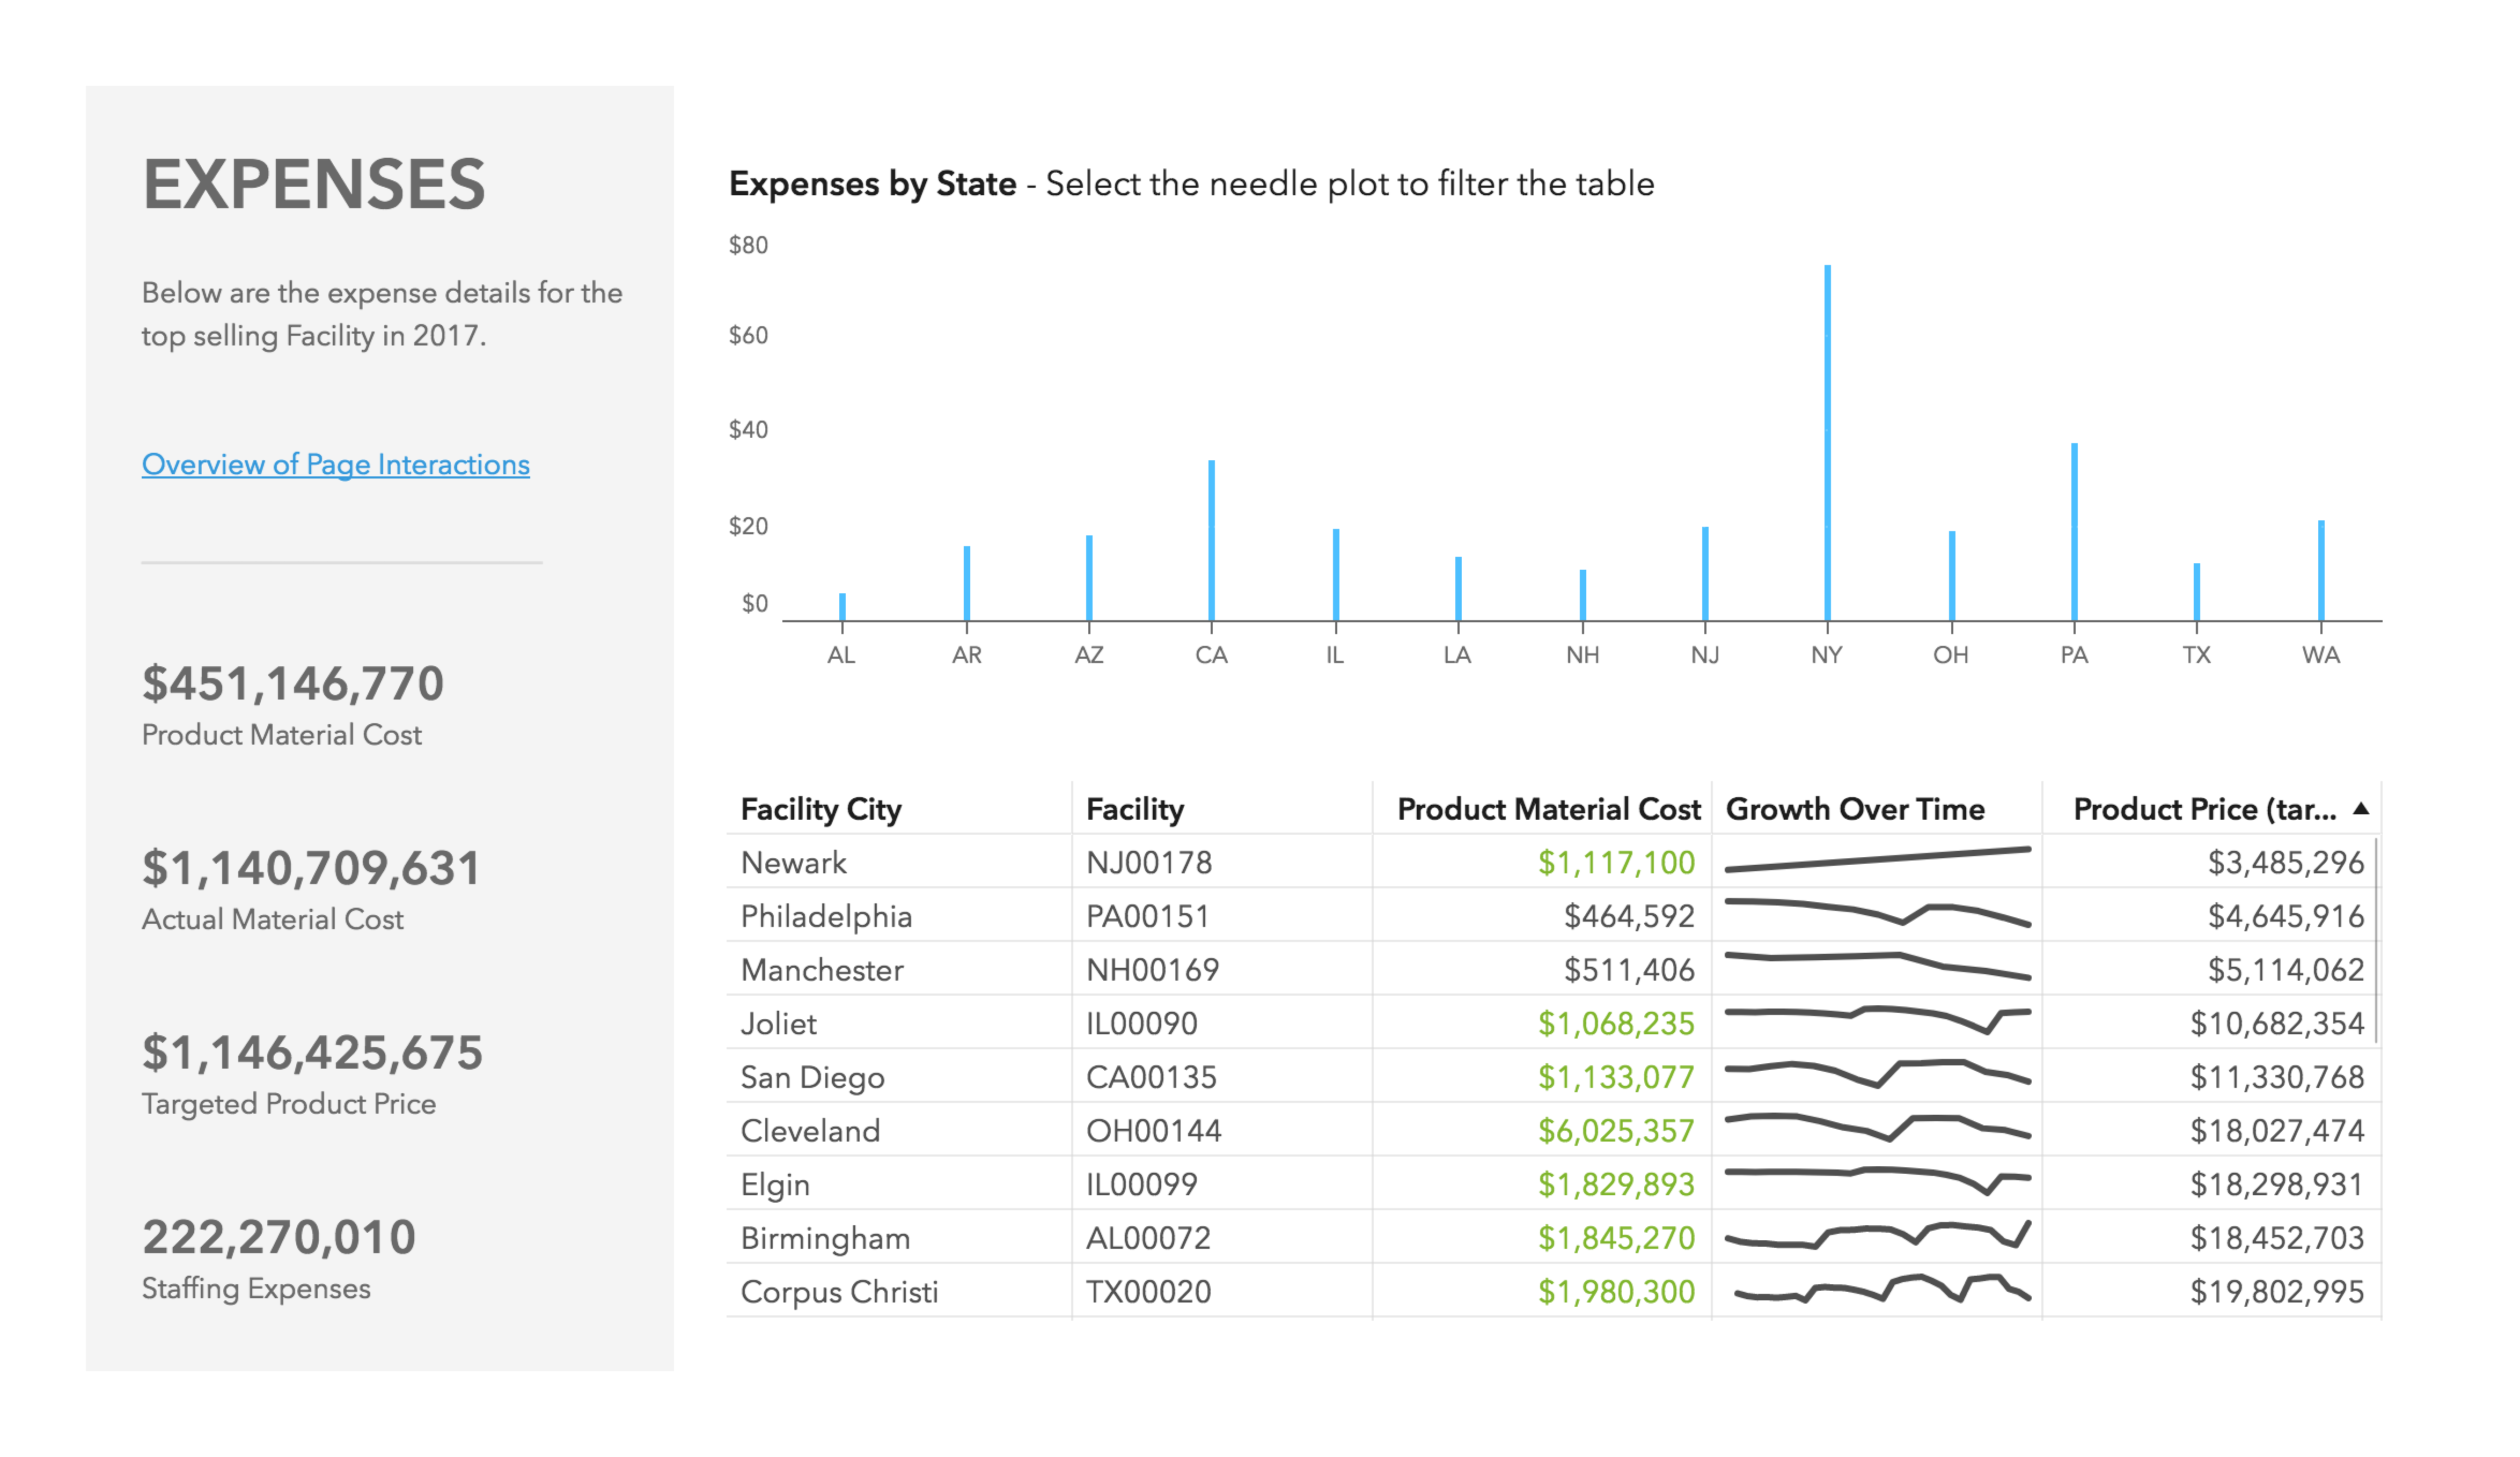 EXPENSES
Below are the expense details for the
top selling Facility in 2017.
Overview of Page Interactions
$451,146,770
Product Material Cost
$1,140,709,631
Actual Material Cost
$1,146,425,675
Targeted Product Price
222,270,010
Staffing Expenses
Expenses by State - Select the needle plot to filter the table
$80
$60
$40
$20
$0
AL AR AZ CA IL LA NH NJ NY OH PA TX WA
Facility City Facility Product Material Cost Growth Over Time Product Price (tar... ▲
Newark NJ00178 $1,117,100 $3,485,296
Philadelphia PA00151 $464,592 $4,645,916
Manchester NH00169 $511,406 $5,114,062
Joliet IL00090 $1,068,235 $10,682,354
San Diego CA00135 $1,133,077 $11,330,768
Cleveland OH00144 $6,025,357 $18,027,474
Elgin IL00099 $1,829,893 $18,298,931
Birmingham AL00072 $1,845,270 $18,452,703
Corpus Christi TX00020 $1,980,300 $19,802,995